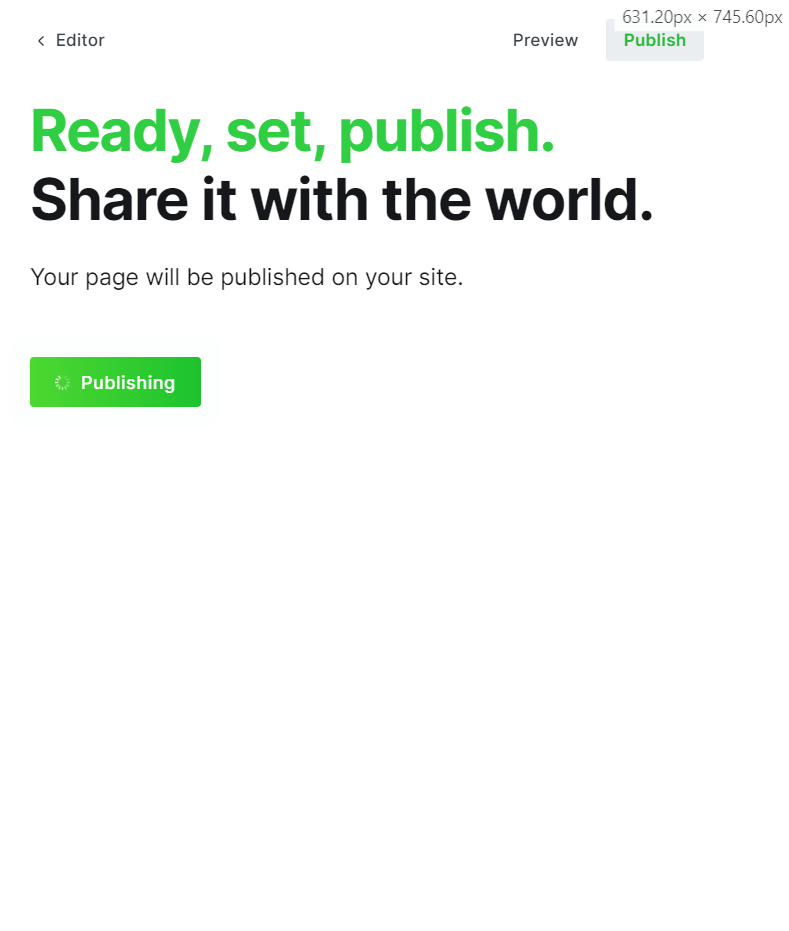 631.20px × 745.60px
Editor
Preview
Publish
Ready, set, publish.
Share it with the world.
Your page will be published on your site.
Publishing